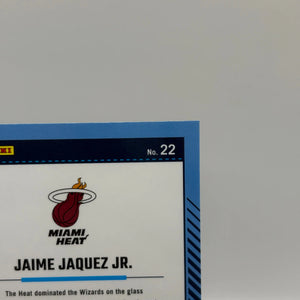 No. 22
MIAMI
HEAT
JAIME JAQUEZ JR.
The Heat dominated the Wizards on the glass